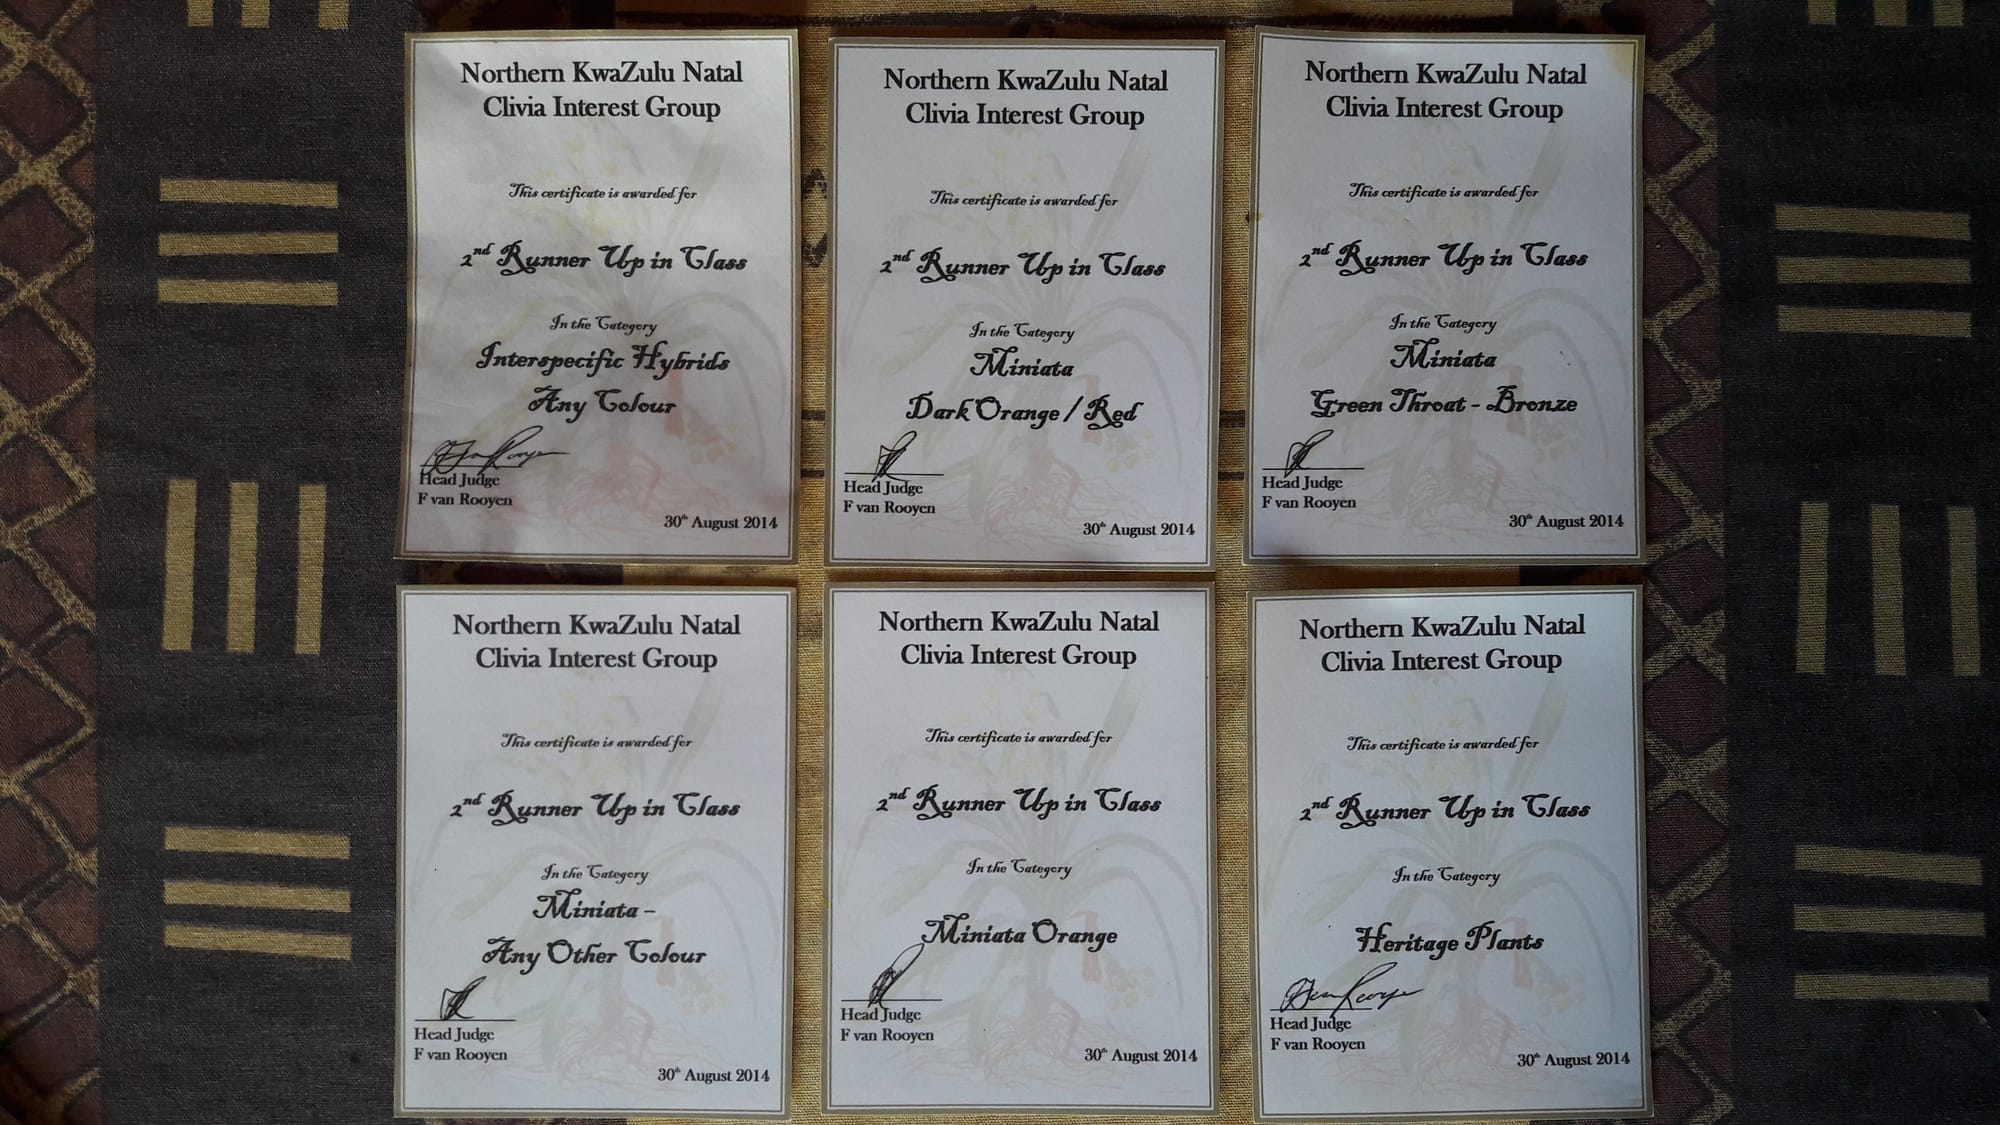 Northern KwaZulu Natal
Clivia Interest Group
This certificate is awarded for
2nd Runner Up in Class
In the Category
Interspecific Hybrids
Any Colour
Head Judge
F van Rooyen
30th August 2014
Northern KwaZulu Natal
Clivia Interest Group
This certificate is awarded for
2nd Runner Up in Class
In the Category
Miniata
Dark Orange / Red
Head Judge
F van Rooyen
30th August 2014
Northern KwaZulu Natal
Clivia Interest Group
This certificate is awarded for
2nd Runner Up in Class
In the Category
Miniata
Green Throat - Bronze
Head Judge
F van Rooyen
30th August 2014
Northern KwaZulu Natal
Clivia Interest Group
This certificate is awarded for
2nd Runner Up in Class
In the Category
Miniata –
Any Other Colour
Head Judge
F van Rooyen
30th August 2014
Northern KwaZulu Natal
Clivia Interest Group
This certificate is awarded for
2nd Runner Up in Class
In the Category
Miniata Orange
Head Judge
F van Rooyen
30th August 2014
Northern KwaZulu Natal
Clivia Interest Group
This certificate is awarded for
2nd Runner Up in Class
In the Category
Heritage Plants
Head Judge
F van Rooyen
30th August 2014